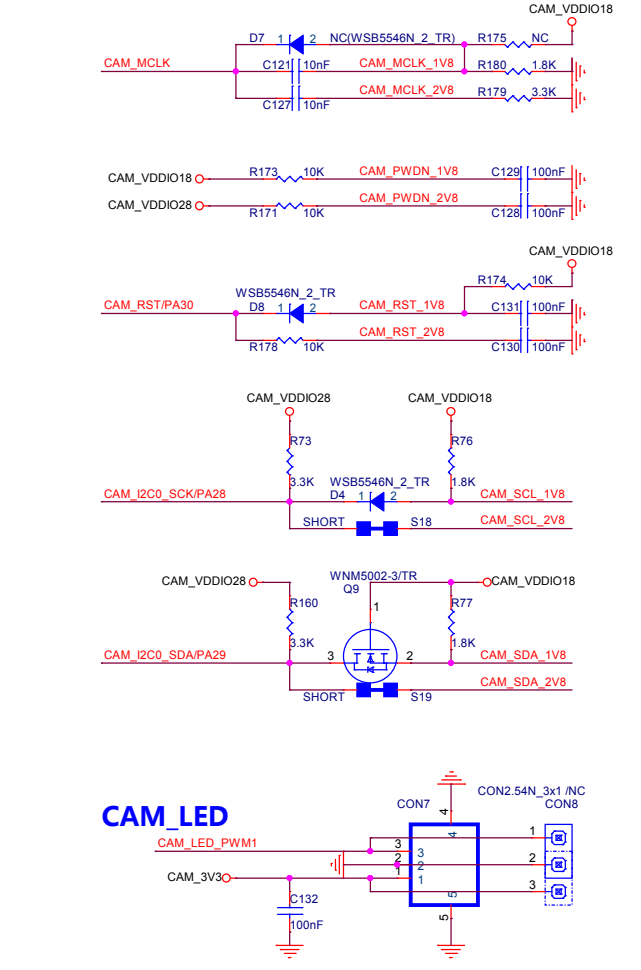 CAM_VDDIO18
D7 1 2 NC(WSB5546N_2_TR) R175 NC
CAM_MCLK C121 10nF CAM_MCLK_1V8 R180 1.8K
C127 10nF CAM_MCLK_2V8 R179 3.3K
CAM_VDDIO18 R173 10K CAM_PWDN_1V8 C129 100nF
CAM_VDDIO28 R171 10K CAM_PWDN_2V8 C128 100nF
CAM_VDDIO18
R174 10K
WSB5546N_2_TR
CAM_RST/PA30 D8 1 2 CAM_RST_1V8 C131 100nF
R178 10K CAM_RST_2V8 C130 100nF
CAM_VDDIO28 CAM_VDDIO18
R73 R76
3.3K WSB5546N_2_TR 1.8K
CAM_I2C0_SCK/PA28 D4 1 2 CAM_SCL_1V8
SHORT S18 CAM_SCL_2V8
CAM_VDDIO28 WNM5002-3/TR CAM_VDDIO18
Q9
R160 1 R77
3.3K 1.8K
CAM_I2C0_SDA/PA29 3 2 CAM_SDA_1V8
SHORT S19 CAM_SDA_2V8
CON2.54N_3x1 /NC
CAM_LED CON7 4 CON8
CAM_LED_PWM1 3 3 4 1
2 2 2
CAM_3V3 1 1 5 3
C132
100nF 5